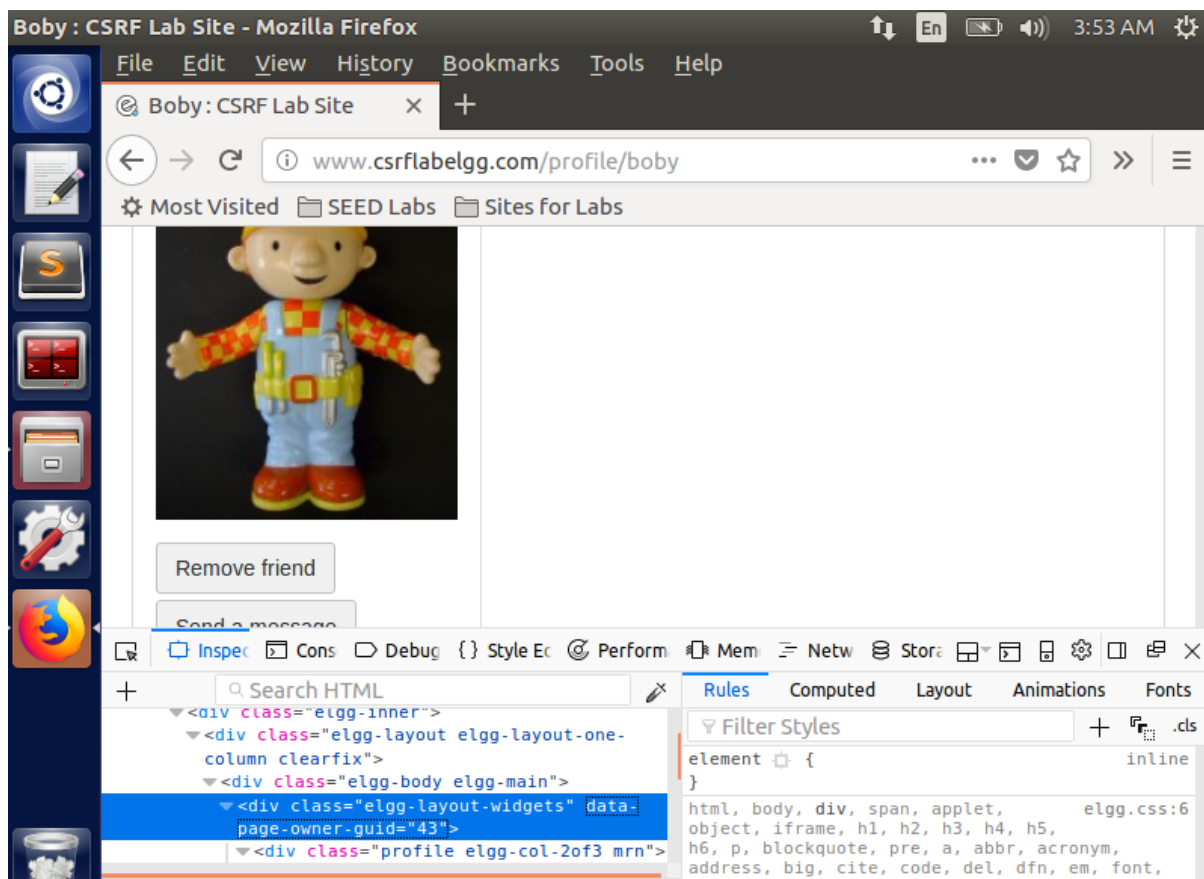 Boby : CSRF Lab Site - Mozilla Firefox
En
3:53 AM
File Edit View History Bookmarks Tools Help
Boby : CSRF Lab Site
www.csrflabelgg.com/profile/boby
Most Visited SEED Labs Sites for Labs
Remove friend
Send a message
Inspec Cons Debug {} Style Ec Perform Mem Netw Stora
+ Search HTML
Rules Computed Layout Animations Fonts
Filter Styles + .cls
<div class="elgg-inner">
<div class="elgg-layout elgg-layout-one-
column clearfix">
<div class="elgg-body elgg-main">
<div class="elgg-layout-widgets" data-
page-owner-guid="43">
<div class="profile elgg-col-2of3 mrn">
element { inline
}
html, body, div, span, applet, elgg.css:6
object, iframe, h1, h2, h3, h4, h5,
h6, p, blockquote, pre, a, abbr, acronym,
address, big, cite, code, del, dfn, em, font,